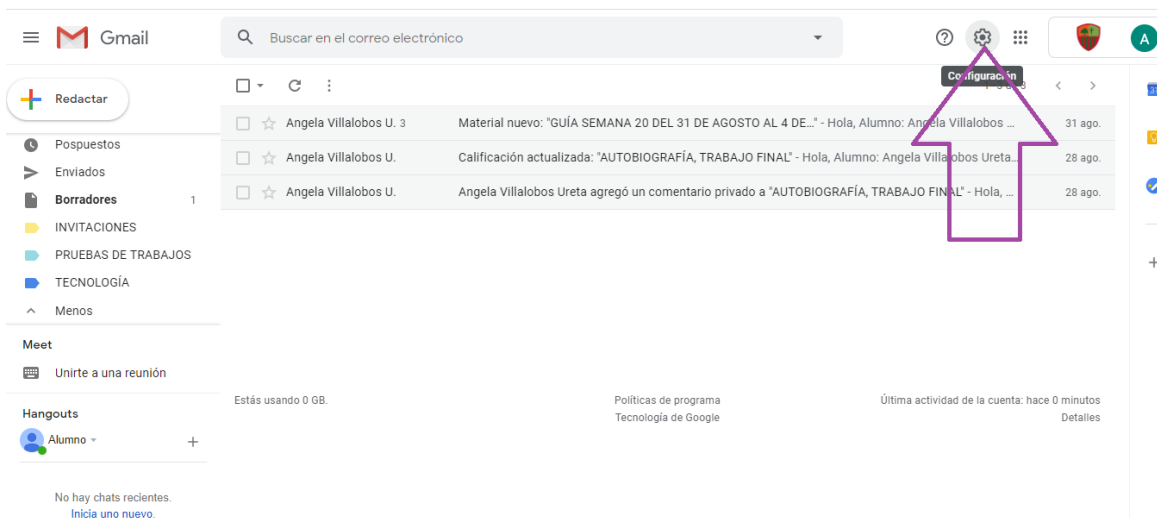 Gmail
Buscar en el correo electrónico
A
Configuración
Redactar
Angela Villalobos U. 3 Material nuevo: "GUÍA SEMANA 20 DEL 31 DE AGOSTO AL 4 DE..." - Hola, Alumno: Angela Villalobos ... 31 ago.
Pospuestos
Angela Villalobos U. Calificación actualizada: "AUTOBIOGRAFÍA, TRABAJO FINAL" - Hola, Alumno: Angela Villalobos Ureta... 28 ago.
Enviados
Angela Villalobos U. Angela Villalobos Ureta agregó un comentario privado a "AUTOBIOGRAFÍA, TRABAJO FINAL" - Hola, ... 28 ago.
Borradores 1
INVITACIONES
PRUEBAS DE TRABAJOS
TECNOLOGÍA
Menos
Meet
Unirte a una reunión
Hangouts
Alumno
No hay chats recientes.
Inicia uno nuevo.
Estás usando 0 GB.
Políticas de programa
Tecnología de Google
Última actividad de la cuenta: hace 0 minutos
Detalles